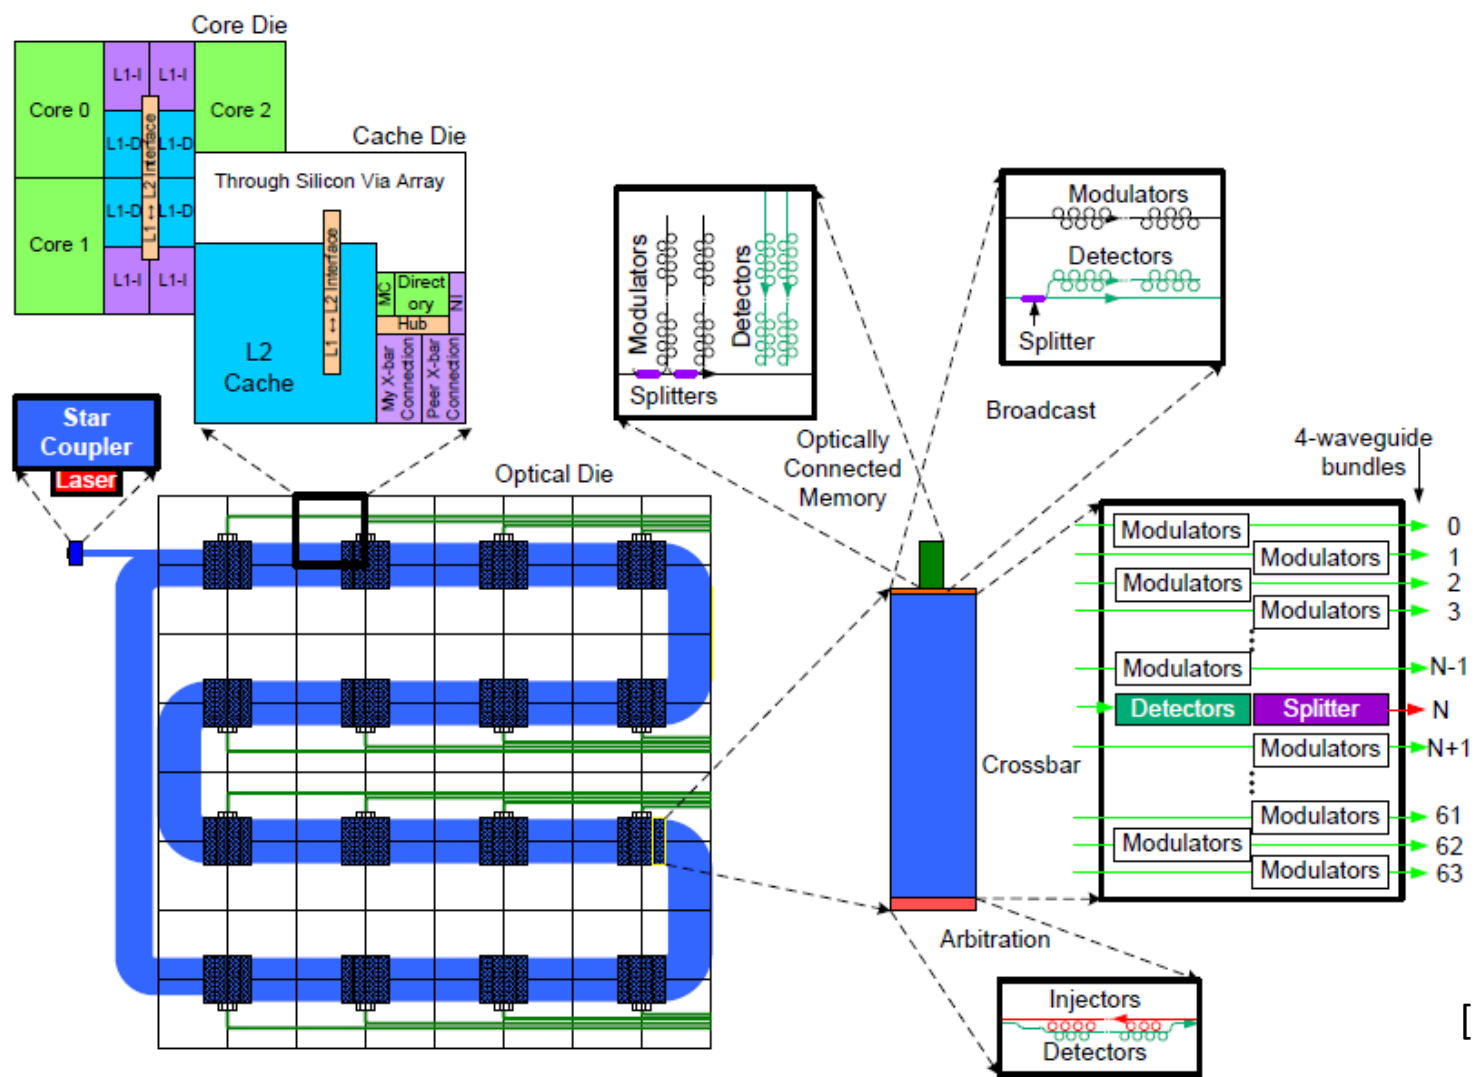 Core Die
L1-I
L1-I
Core 0
Core 2
L1-D
L1-D
L1 ↔ L2 Interface
Core 1
L1-D
L1-D
L1-I
L1-I
Cache Die
Through Silicon Via Array
L1 ↔ L2 Interface
L2
Cache
MC
Direct
ory
NI
Hub
My X-bar
Connection
Peer X-bar
Connection
Star
Coupler
Laser
Optical Die
Modulators
Detectors
Splitters
Optically
Connected
Memory
Modulators
Detectors
Splitter
Broadcast
4-waveguide
bundles
Modulators
0
Modulators
1
Modulators
2
Modulators
3
Modulators
N-1
Detectors
Splitter
N
Modulators
N+1
Modulators
61
Modulators
62
Modulators
63
Crossbar
Arbitration
Injectors
Detectors
[